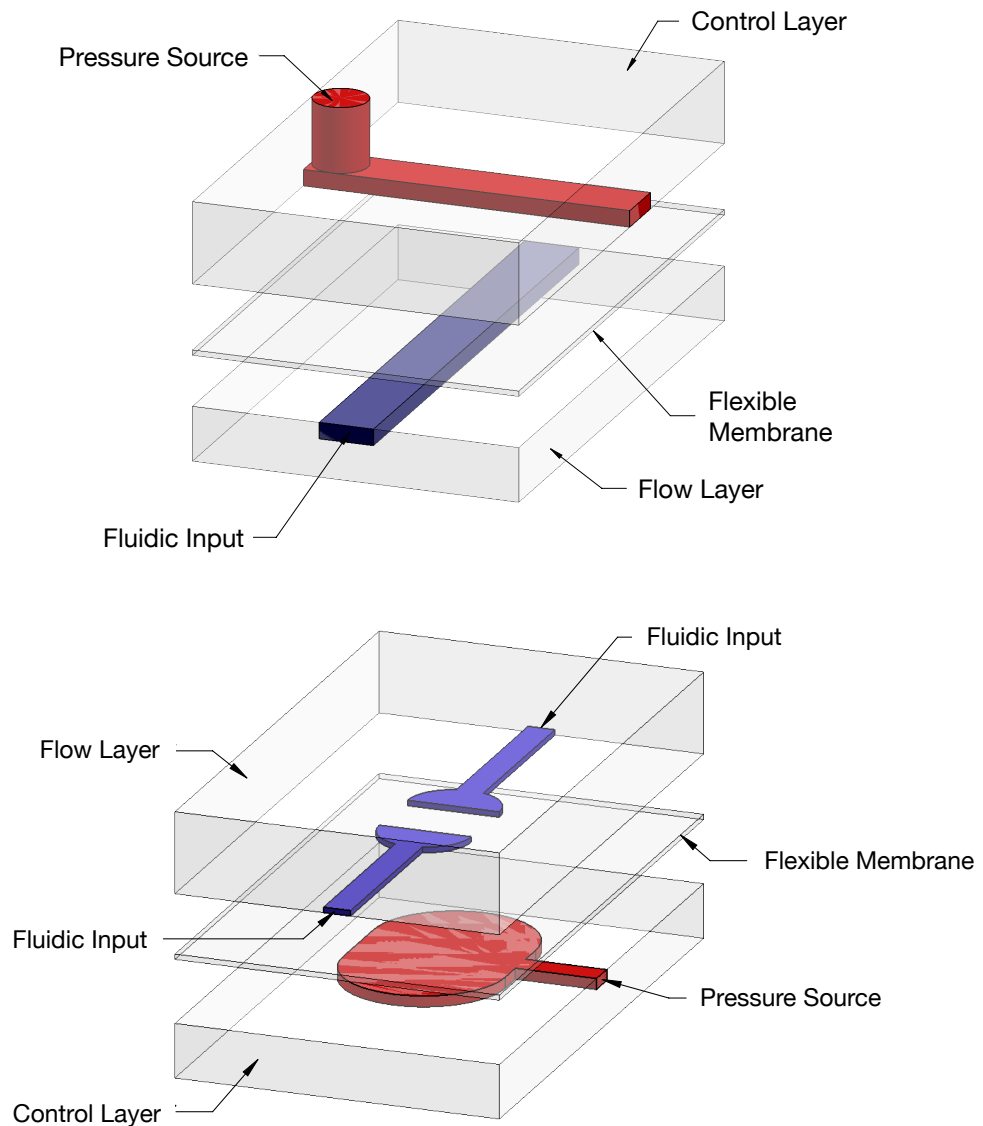 Control Layer
Pressure Source
Flexible
Membrane
Flow Layer
Fluidic Input
Fluidic Input
Flow Layer
Flexible Membrane
Fluidic Input
Pressure Source
Control Layer